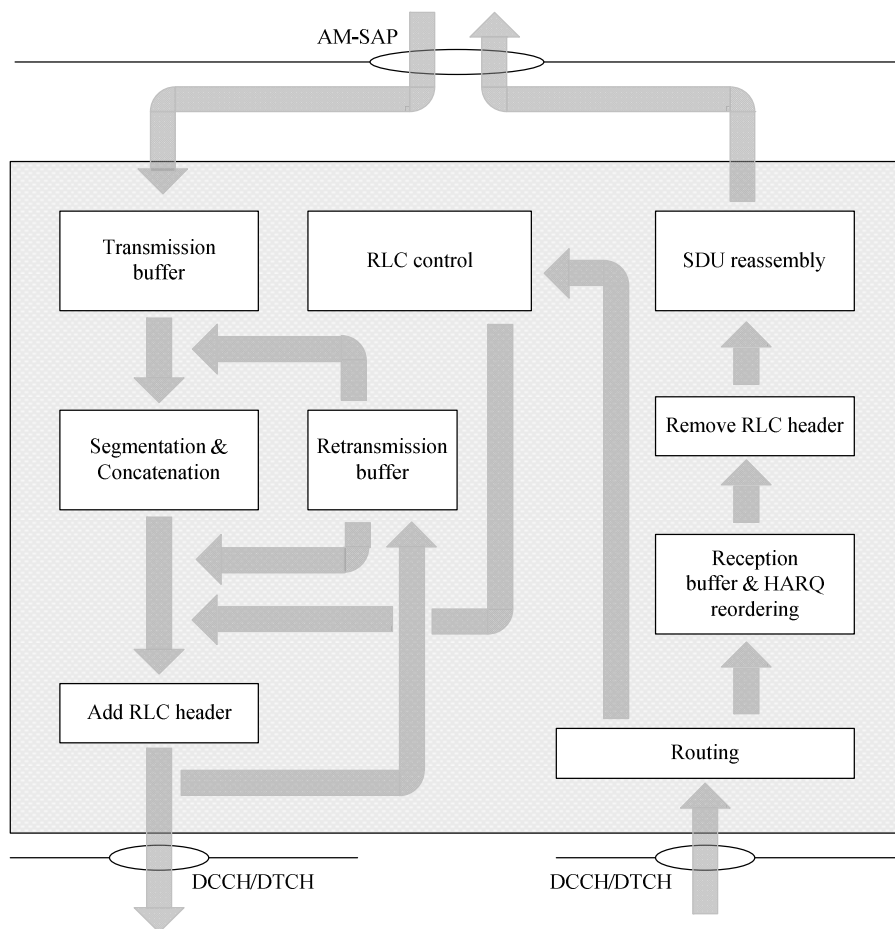 AM-SAP
Transmission
buffer
RLC control
SDU reassembly
Segmentation &
Concatenation
Retransmission
buffer
Remove RLC header
Reception
buffer & HARQ
reordering
Add RLC header
Routing
DCCH/DTCH
DCCH/DTCH